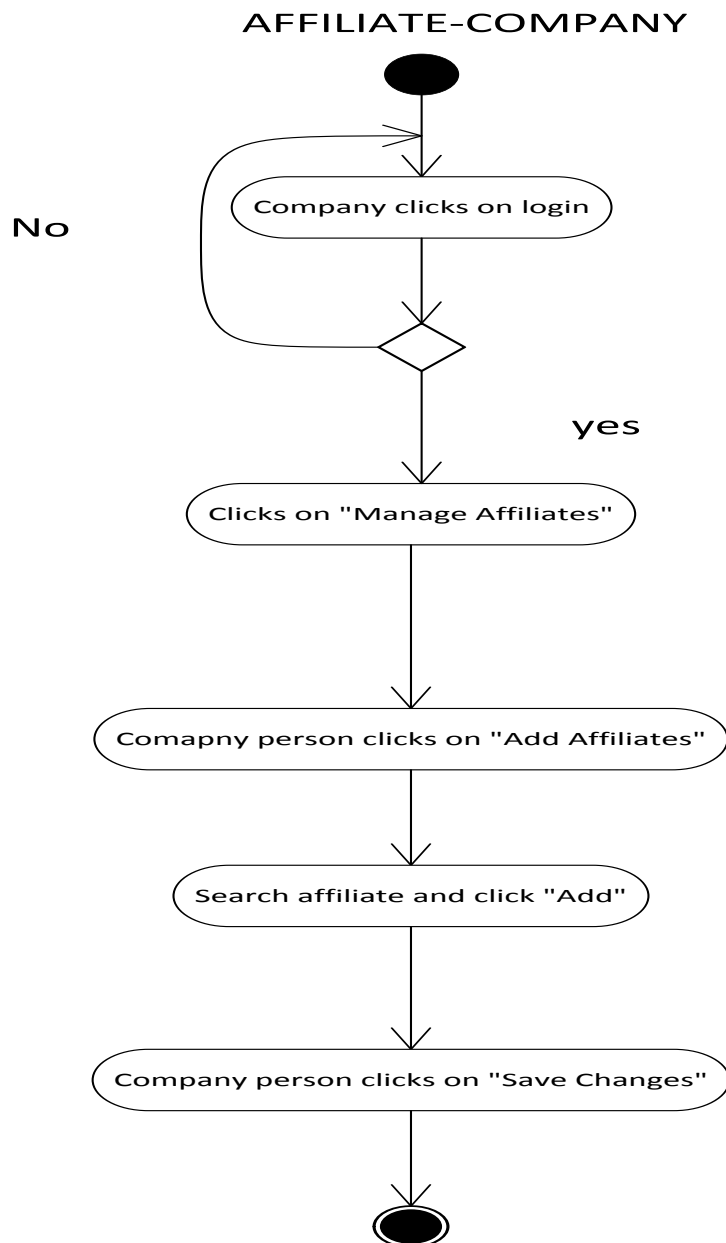 AFFILIATE-COMPANY
Company clicks on login
No
yes
Clicks on "Manage Affiliates"
Comapny person clicks on "Add Affiliates"
Search affiliate and click "Add"
Company person clicks on "Save Changes"